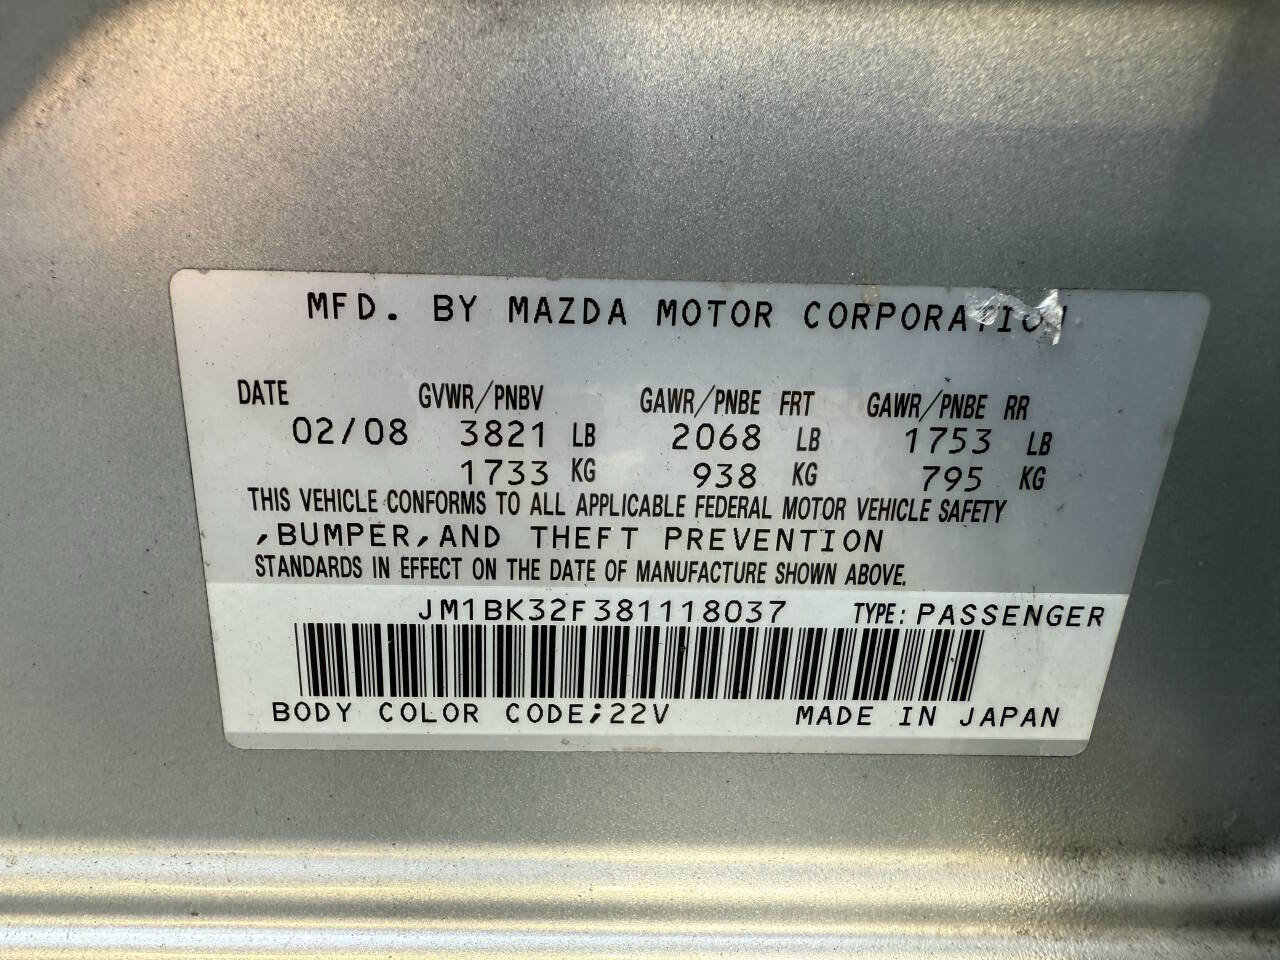 MFD. BY MAZDA MOTOR CORPORATION
DATE GVWR/PNBV GAWR/PNBE FRT GAWR/PNBE RR
02/08 3821 LB 2068 LB 1753 LB
1733 KG 938 KG 795 KG
THIS VEHICLE CONFORMS TO ALL APPLICABLE FEDERAL MOTOR VEHICLE SAFETY
,BUMPER,AND THEFT PREVENTION
STANDARDS IN EFFECT ON THE DATE OF MANUFACTURE SHOWN ABOVE.
JM1BK32F381118037 TYPE: PASSENGER
BODY COLOR CODE;22V MADE IN JAPAN